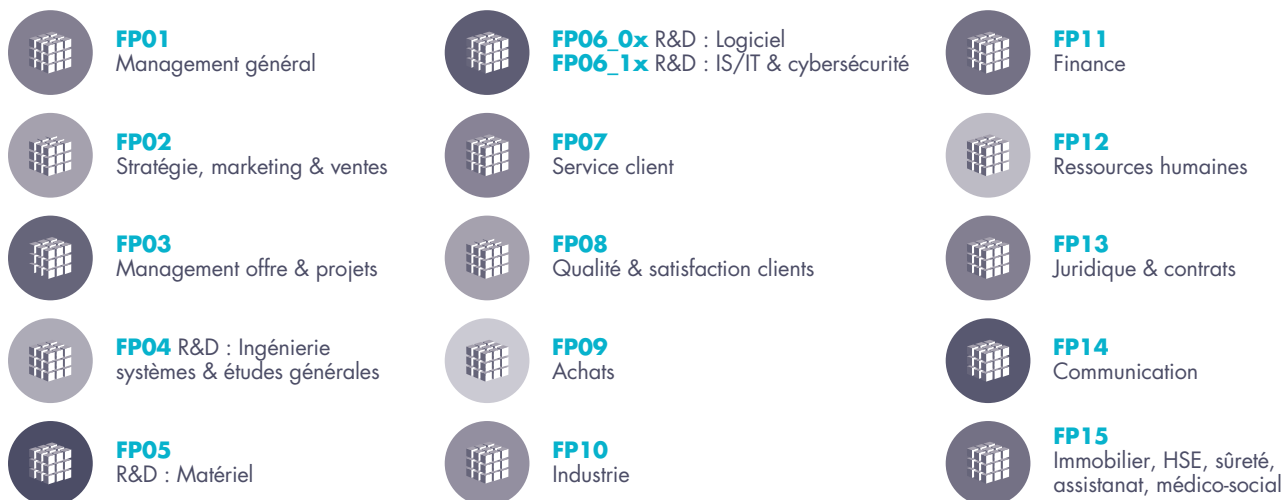 FP01
Management général
FP02
Stratégie, marketing & ventes
FP03
Management offre & projets
FP04 R&D : Ingénierie
systèmes & études générales
FP05
R&D : Matériel
FP06_0x R&D : Logiciel
FP06_1x R&D : IS/IT & cybersécurité
FP07
Service client
FP08
Qualité & satisfaction clients
FP09
Achats
FP10
Industrie
FP11
Finance
FP12
Ressources humaines
FP13
Juridique & contrats
FP14
Communication
FP15
Immobilier, HSE, sûreté,
assistanat, médico-social